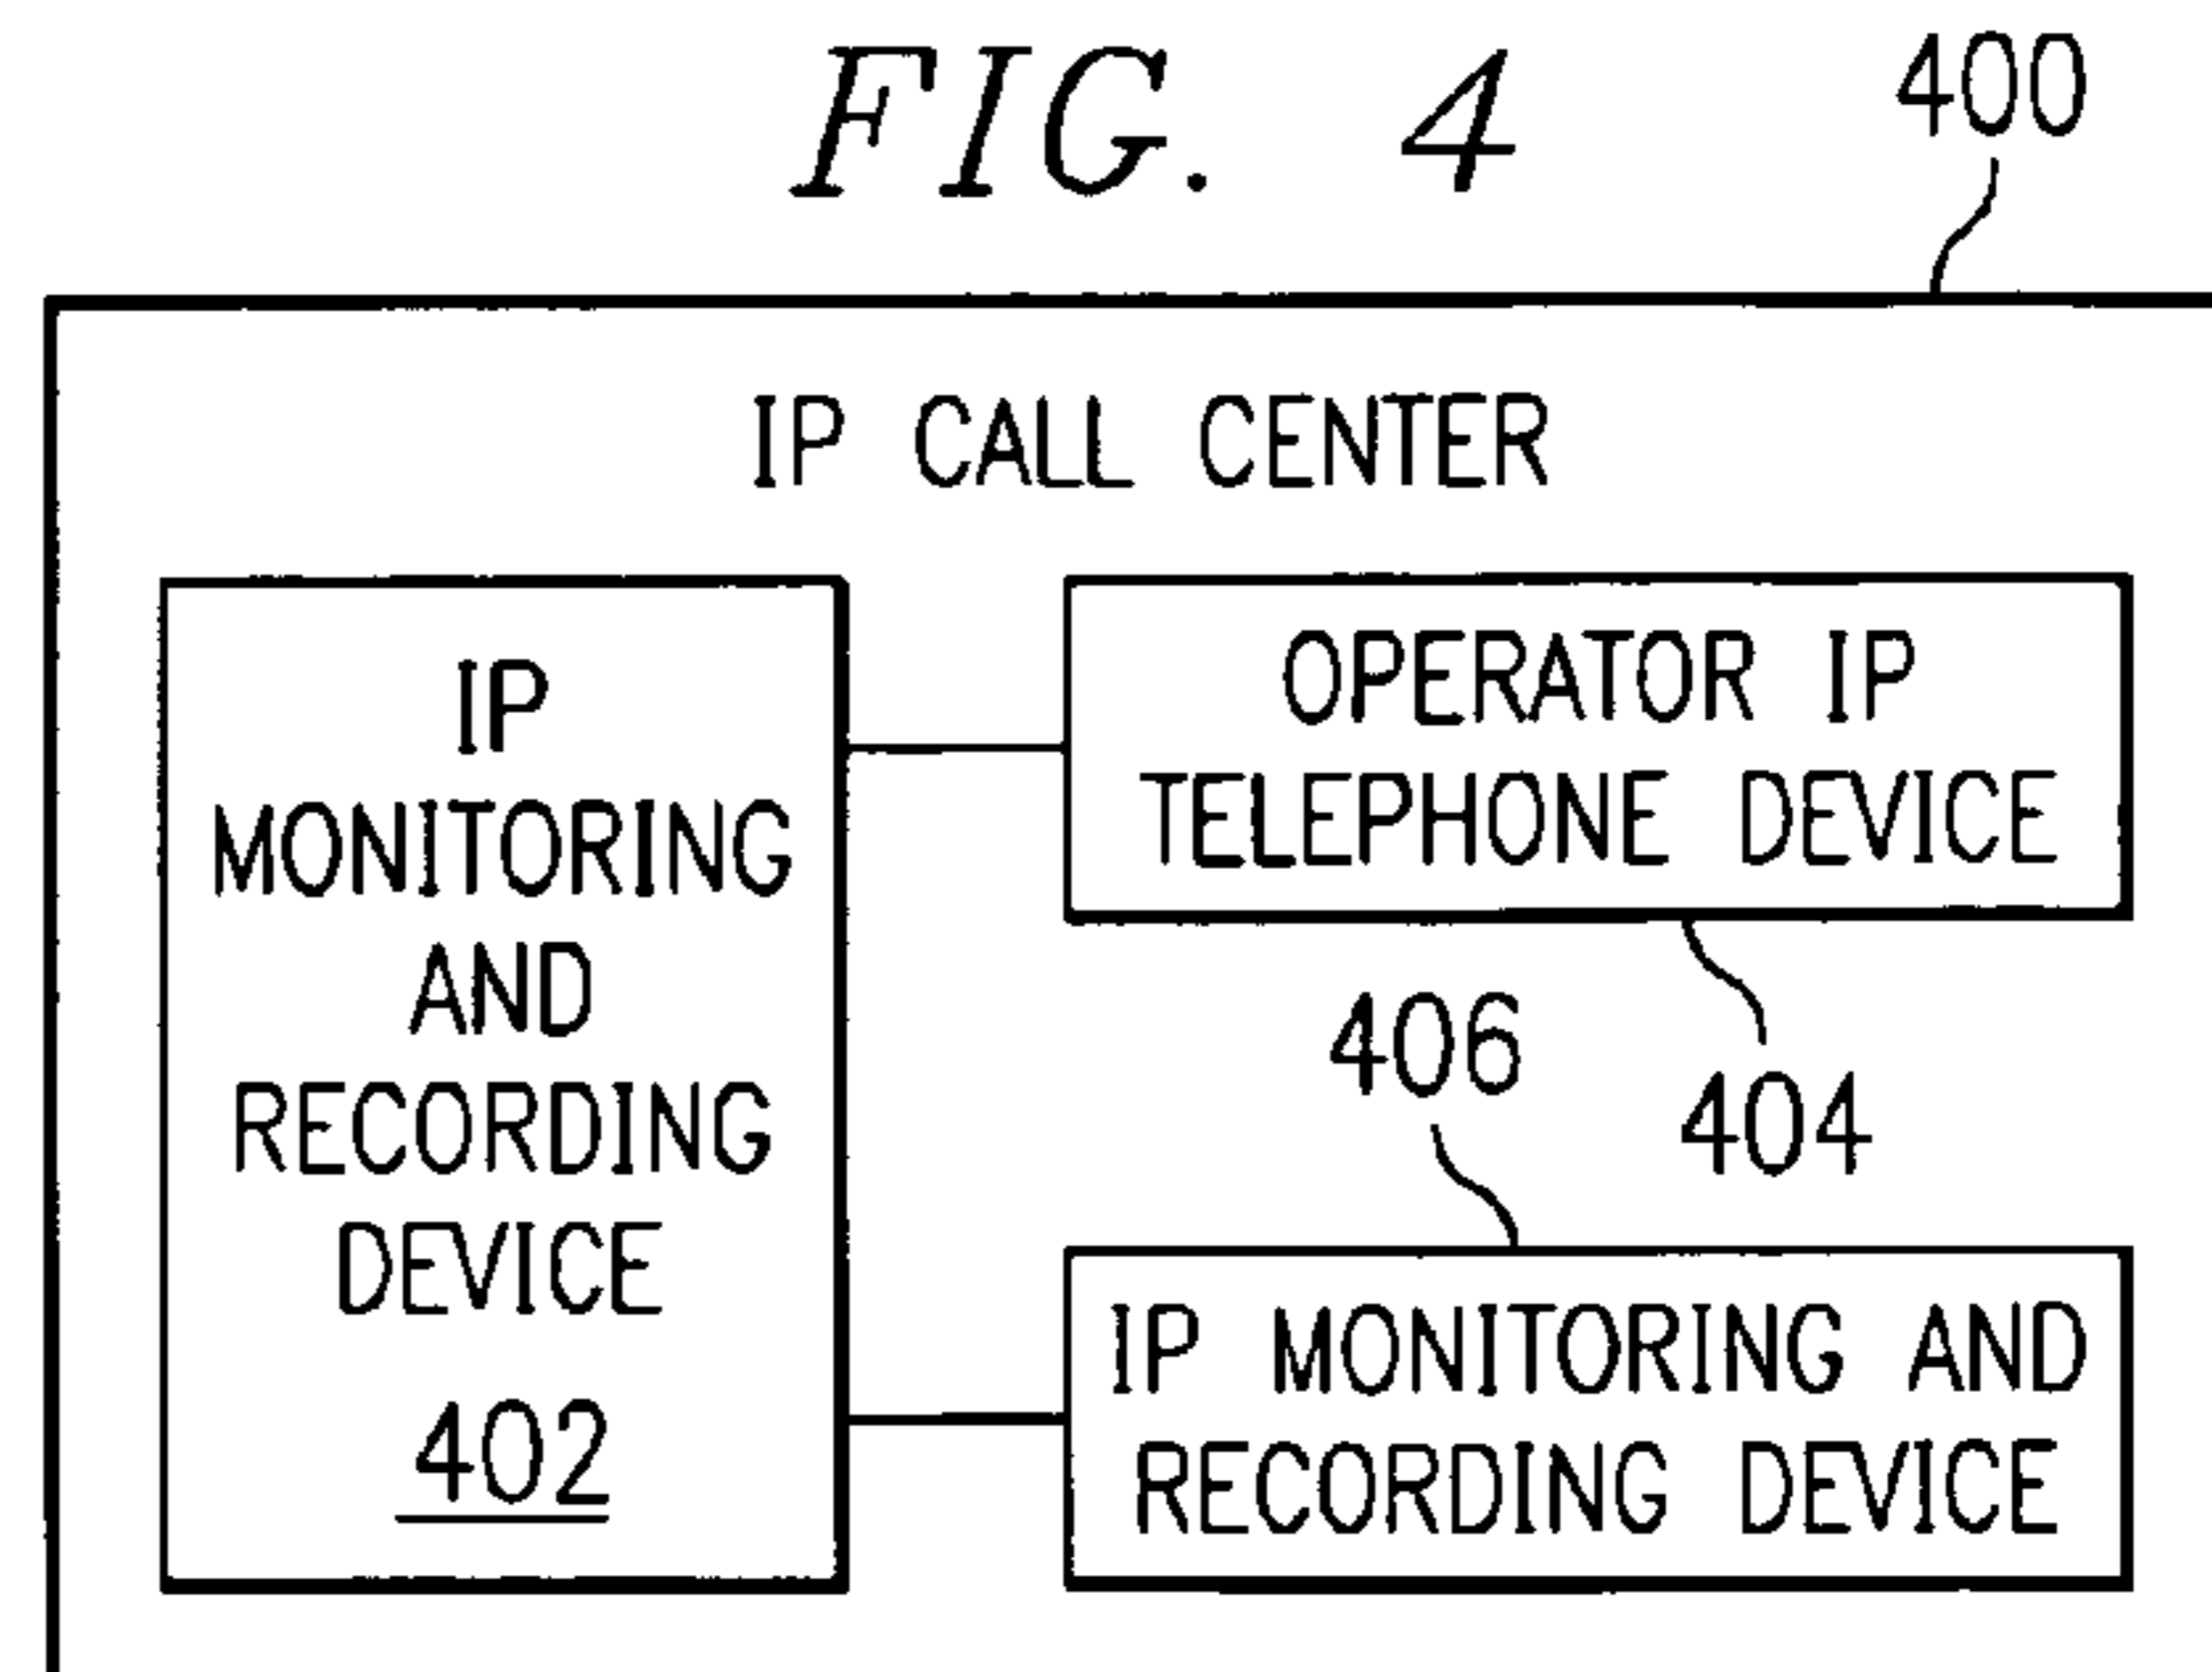 FIG. 4
400
IP CALL CENTER
IP
MONITORING
AND
RECORDING
DEVICE
402
OPERATOR IP
TELEPHONE DEVICE
404
406
IP MONITORING AND
RECORDING DEVICE